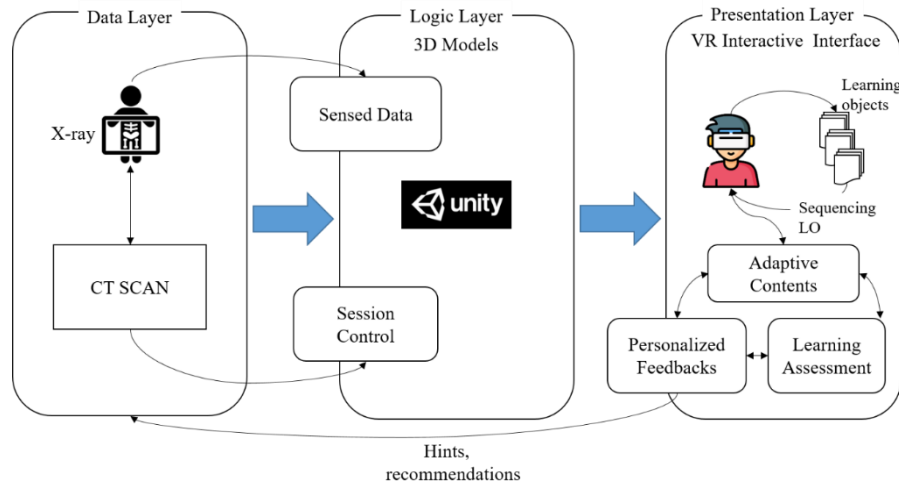 Data Layer
X-ray
CT SCAN
Logic Layer
3D Models
Sensed Data
unity
Session
Control
Presentation Layer
VR Interactive Interface
Learning
objects
Sequencing
LO
Adaptive
Contents
Personalized
Feedbacks
Learning
Assessment
Hints,
recommendations